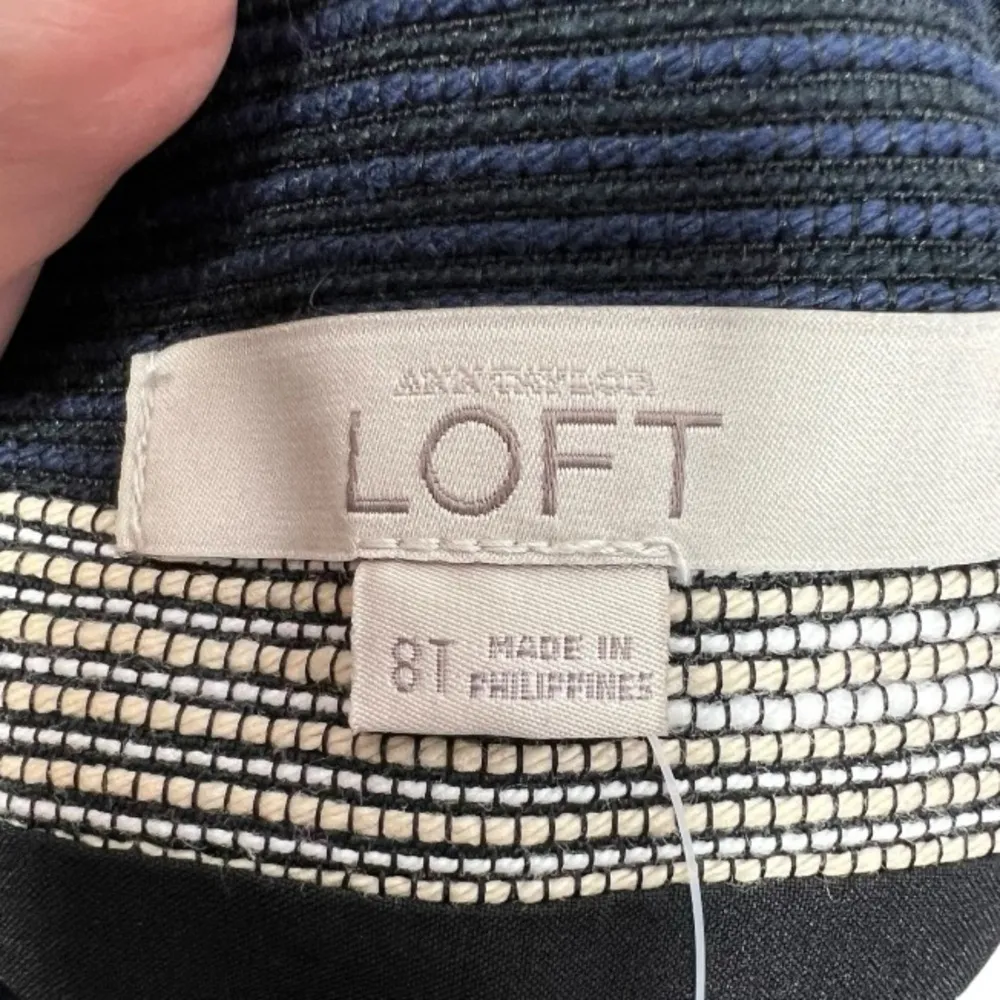 ANN TAYLOR
LOFT
8T
MADE IN
PHILIPPINES